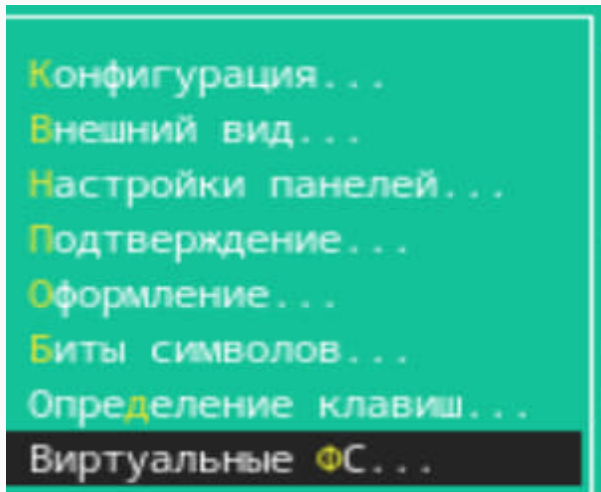 Конфигурация...
Внешний вид...
Настройки панелей...
Подтверждение...
Оформление...
Биты символов...
Определение клавиш...
Виртуальные ФС...